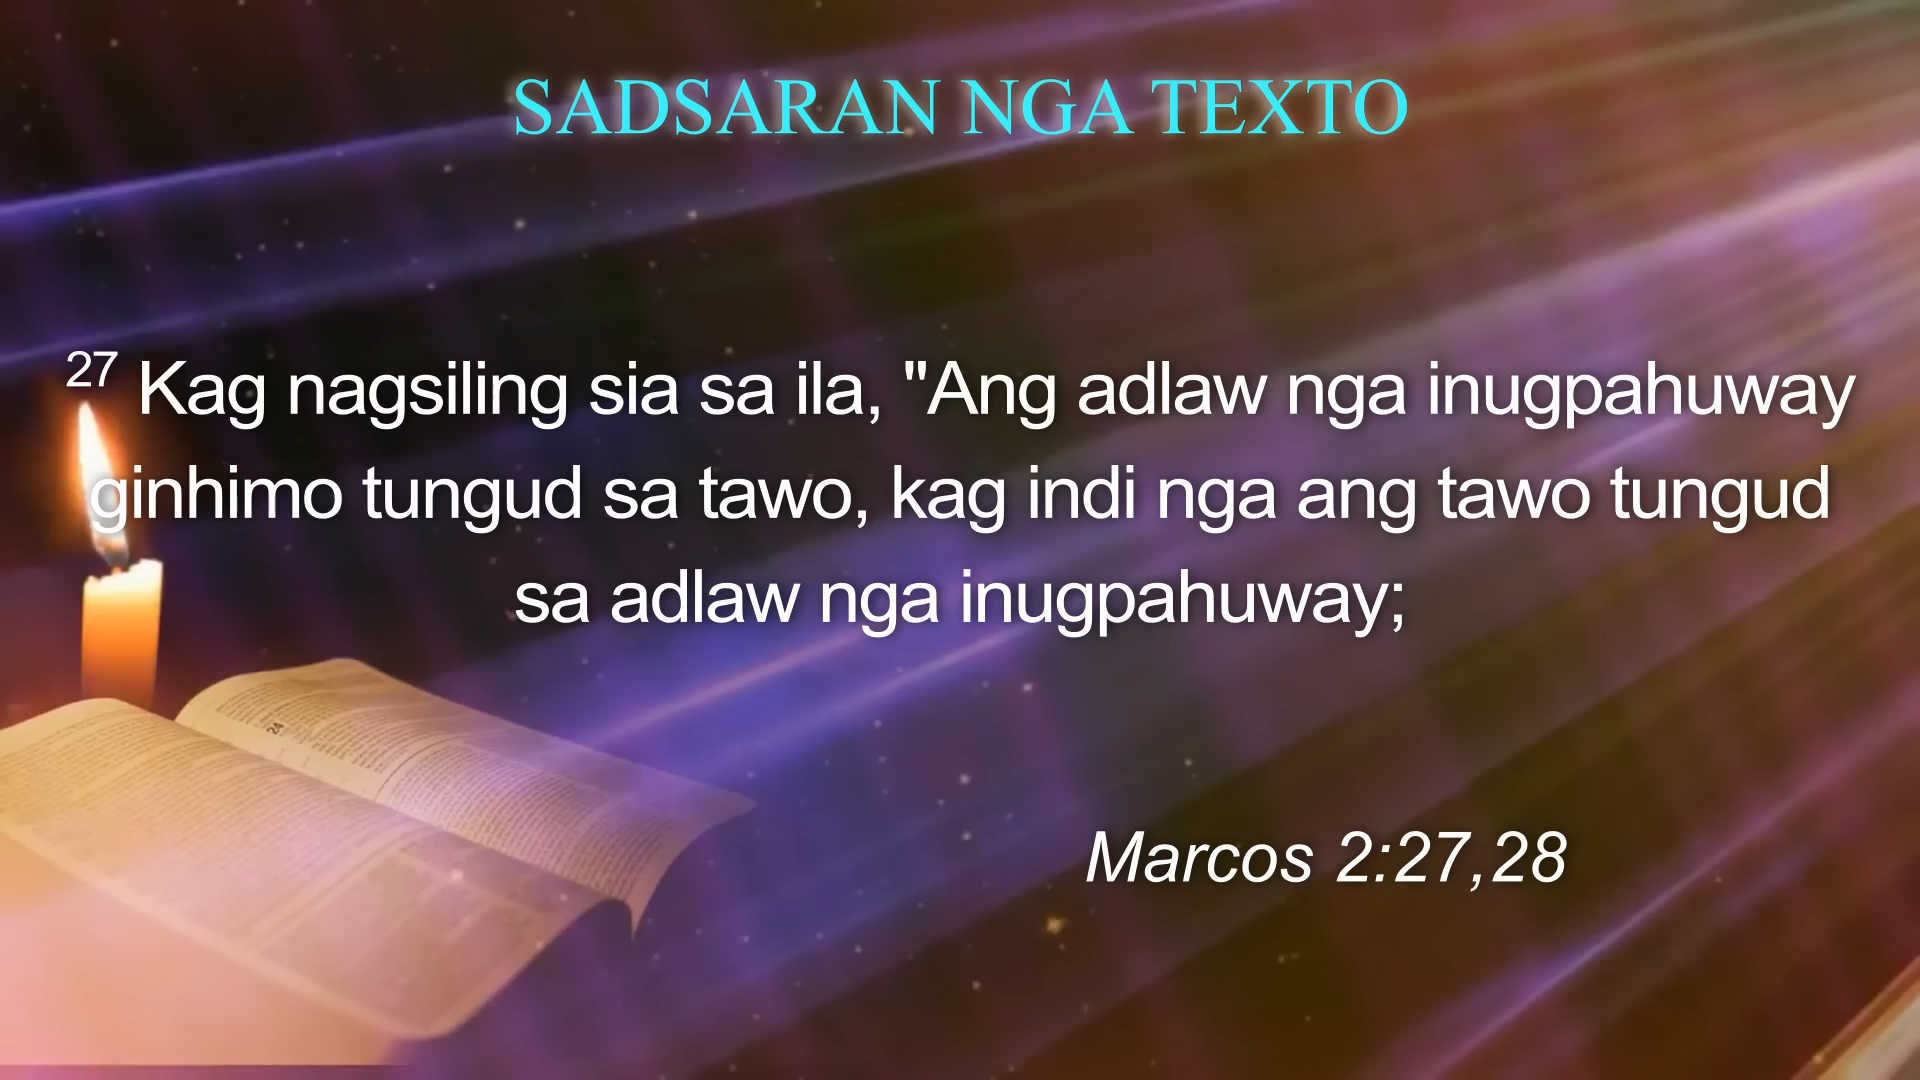 SADSARAN NGA TEXTO
27 Kag nagsiling sia sa ila, "Ang adlaw nga inugpahuway
ginhimo tungud sa tawo, kag indi nga ang tawo tungud
sa adlaw nga inugpahuway;
Marcos 2:27,28